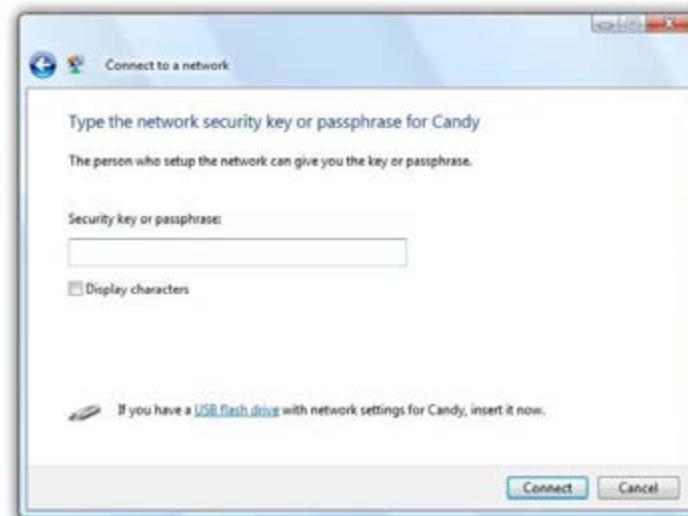 Connect to a network
Type the network security key or passphrase for Candy
The person who setup the network can give you the key or passphrase.
Security key or passphrase:
Display characters
If you have a USB flash drive with network settings for Candy, insert it now.
Connect Cancel